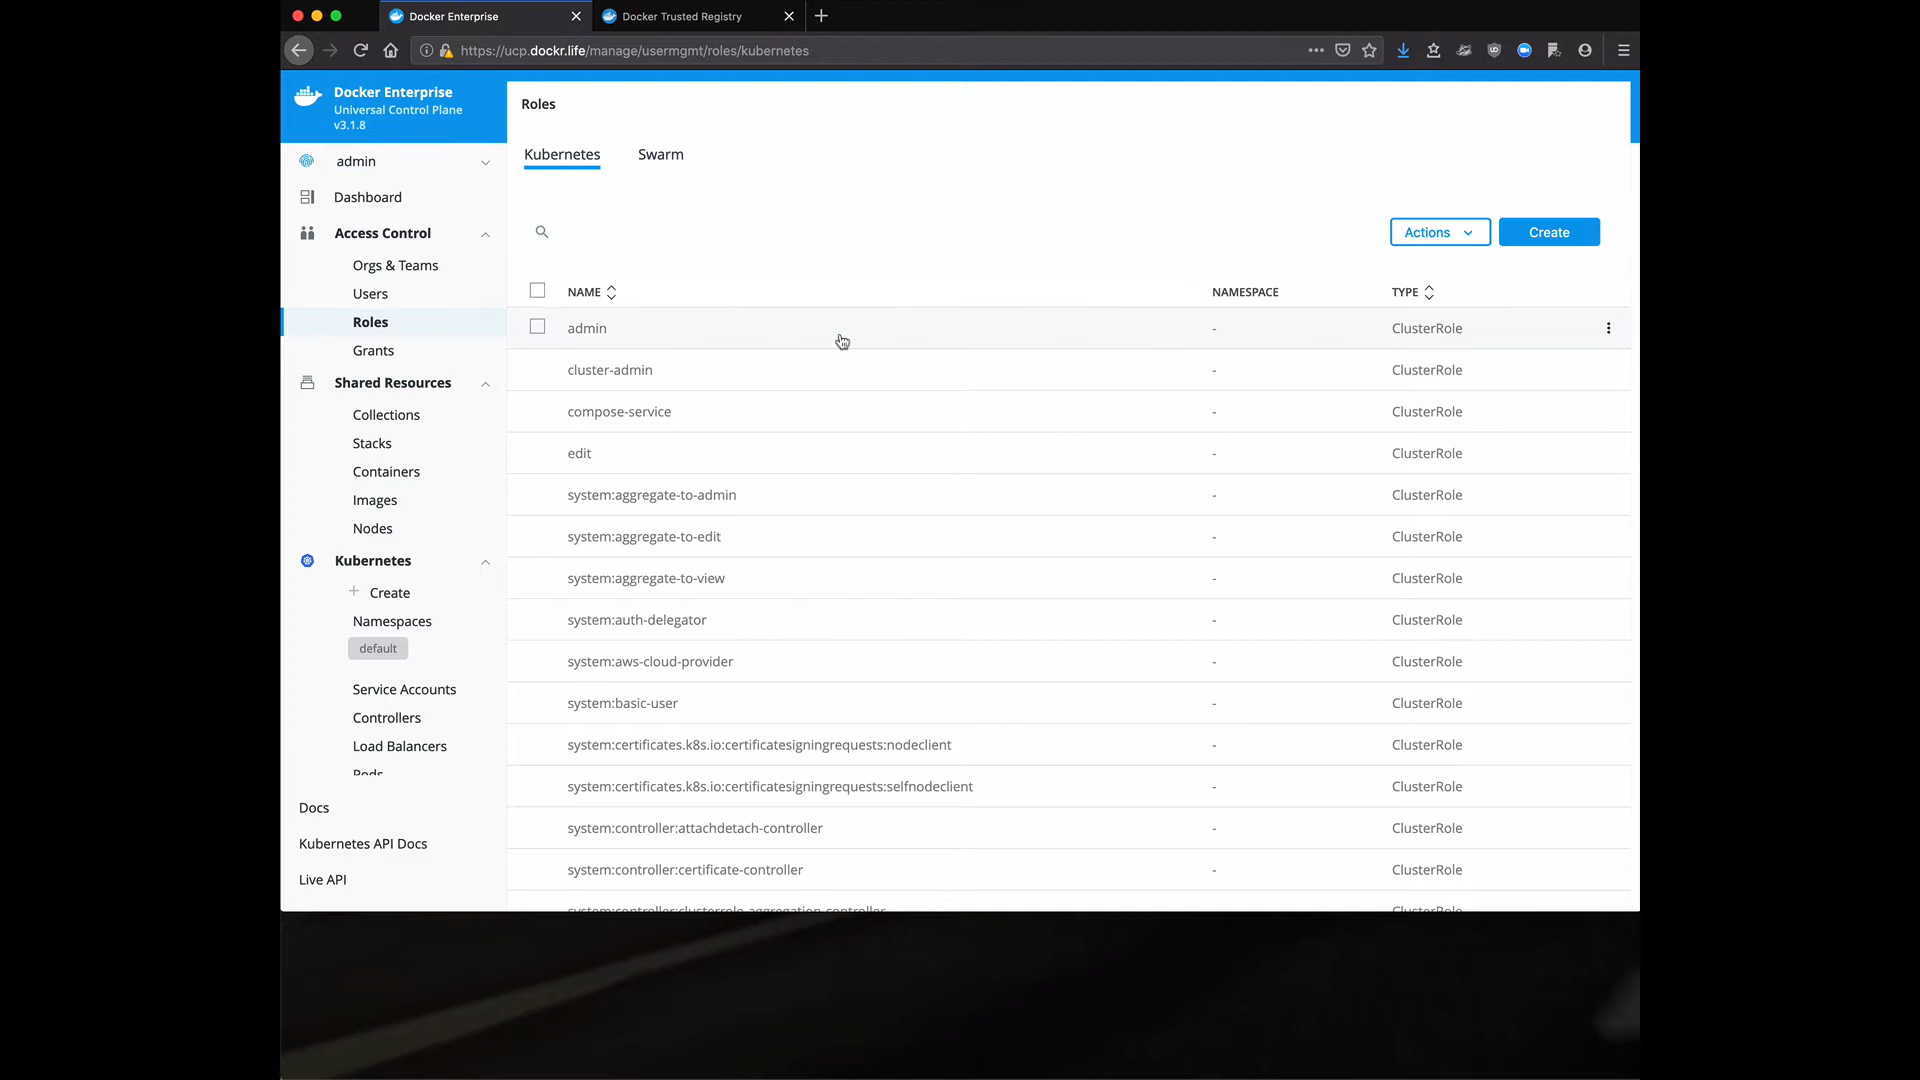 Docker Enterprise
Docker Trusted Registry
https://ucp.dockr.life/manage/usermgmt/roles/kubernetes
Docker Enterprise
Universal Control Plane
v3.1.8
admin
Dashboard
Access Control
Orgs & Teams
Users
Roles
Grants
Shared Resources
Collections
Stacks
Containers
Images
Nodes
Kubernetes
Create
Namespaces
default
Service Accounts
Controllers
Load Balancers
Pods
Docs
Kubernetes API Docs
Live API
Roles
Kubernetes Swarm
Actions Create
NAME NAMESPACE TYPE
admin - ClusterRole
cluster-admin - ClusterRole
compose-service - ClusterRole
edit - ClusterRole
system:aggregate-to-admin - ClusterRole
system:aggregate-to-edit - ClusterRole
system:aggregate-to-view - ClusterRole
system:auth-delegator - ClusterRole
system:aws-cloud-provider - ClusterRole
system:basic-user - ClusterRole
system:certificates.k8s.io:certificatesigningrequests:nodeclient - ClusterRole
system:certificates.k8s.io:certificatesigningrequests:selfnodeclient - ClusterRole
system:controller:attachdetach-controller - ClusterRole
system:controller:certificate-controller - ClusterRole
system:controller:clusterrole-aggregation-controller ClusterRole